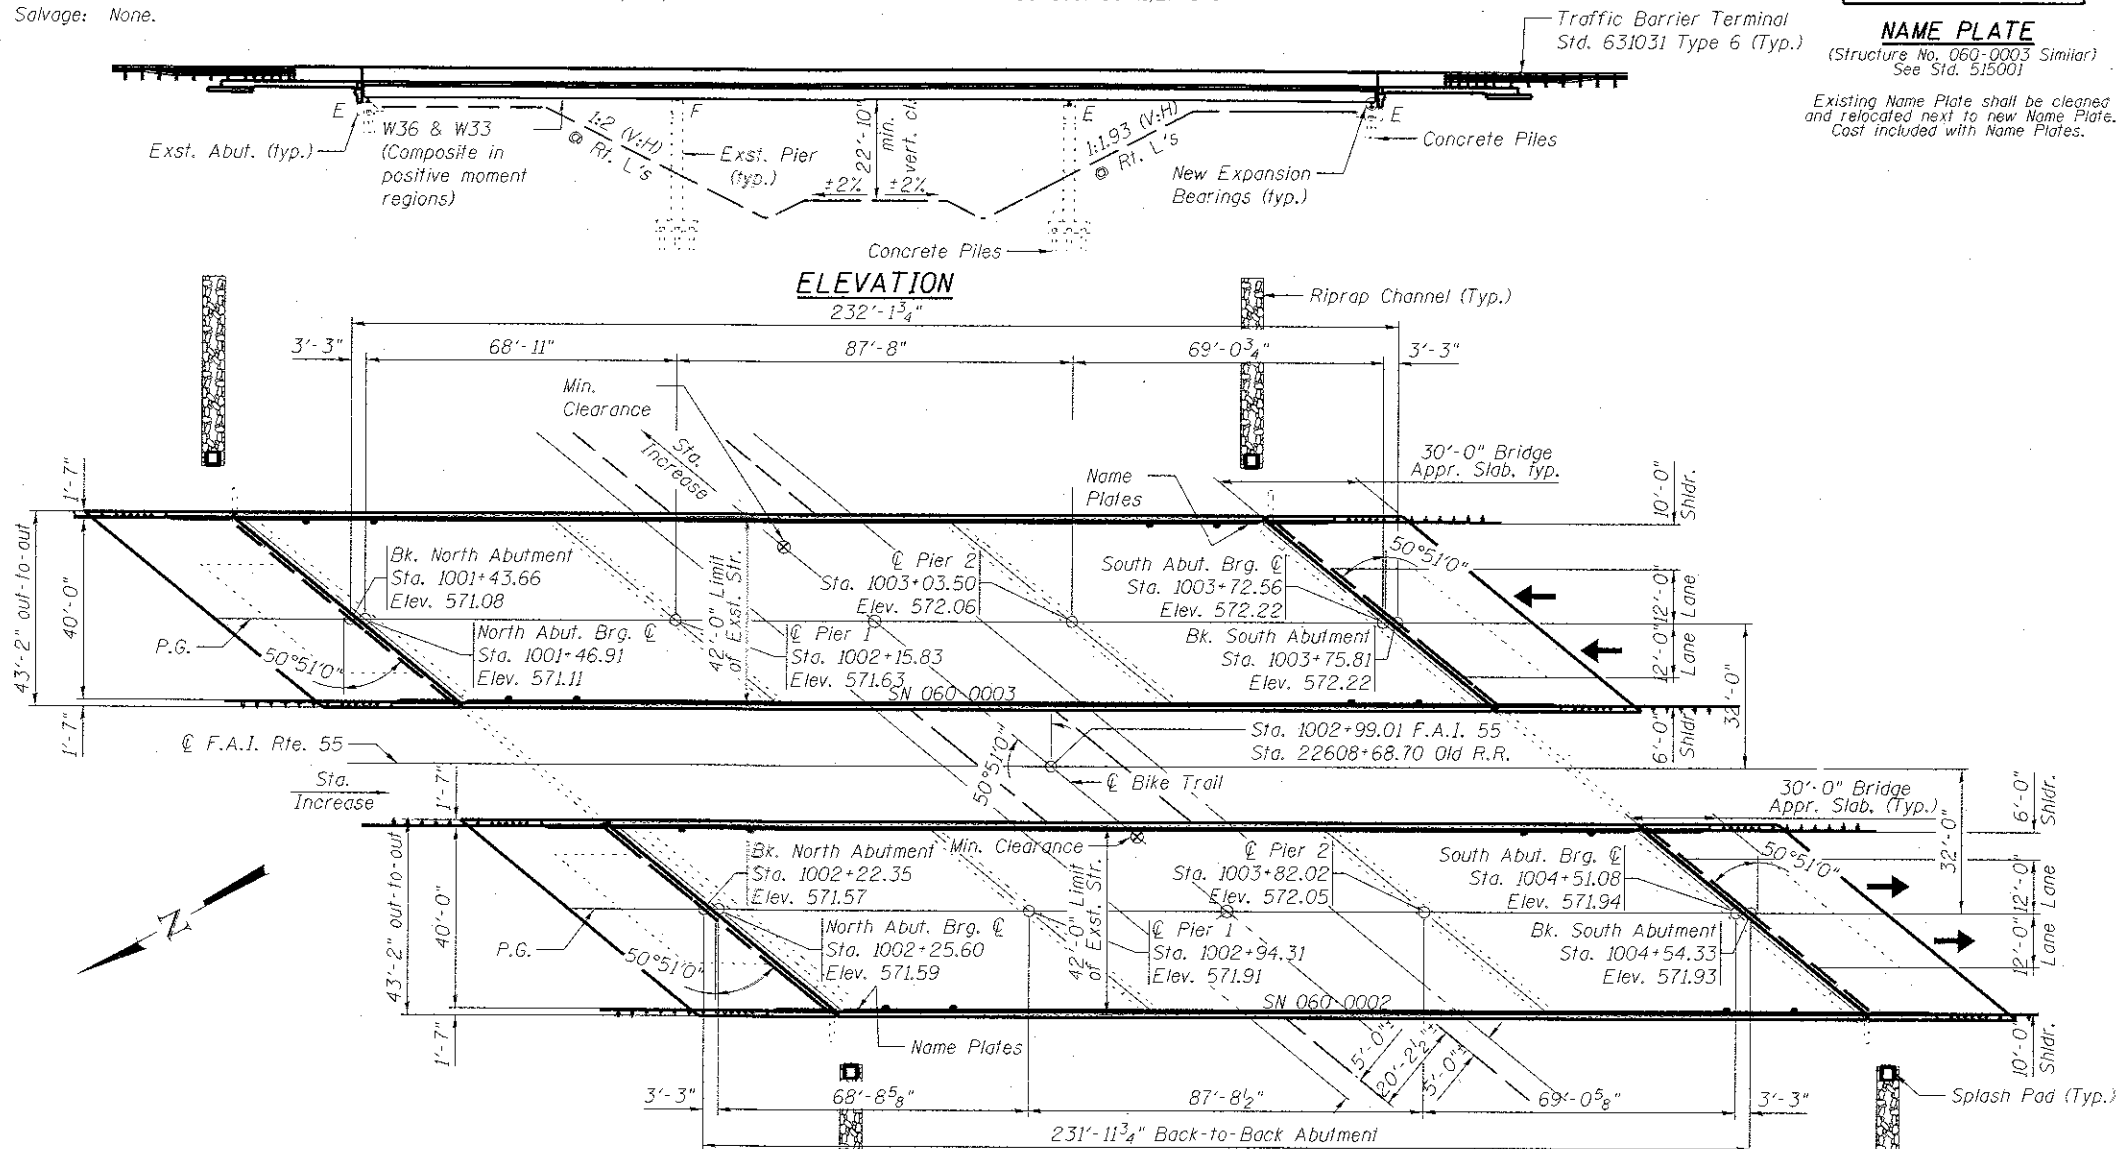 Salvage: None.
Traffic Barrier Terminal
Std. 631031 Type 6 (Typ.)
NAME PLATE
(Structure No. 060-0003 Similar)
See Std. 515001
Existing Name Plate shall be cleaned
and relocated next to new Name Plate.
Cost included with Name Plates.
E
F
E
E
Exst. Abut. (typ.)
W36 & W33
(Composite in
positive moment
regions)
1:2 (V:H)
@ Rt. L's
Exst. Pier
(typ.)
22'-10"
min.
vert. cl.
±2%
±2%
1:1.93 (V:H)
@ Rt. L's
New Expansion
Bearings (typ.)
Concrete Piles
Concrete Piles
ELEVATION
Riprap Channel (Typ.)
232'-1¾"
3'-3"
68'-11"
87'-8"
69'-0¾"
3'-3"
Min.
Clearance
Sta.
Increase
Name
Plates
30'-0" Bridge
Appr. Slab. typ.
10'-0"
Shldr.
1'-7"
43'-2" out-to-out
40'-0"
1'-7"
Bk. North Abutment
Sta. 1001+43.66
Elev. 571.08
P.G.
50°51'0"
North Abut. Brg. ℄
Sta. 1001+46.91
Elev. 571.11
42'-0" Limit
of Exst. Str.
℄ Pier 2
Sta. 1003+03.50
Elev. 572.06
℄ Pier 1
Sta. 1002+15.83
Elev. 571.63
South Abut. Brg. ℄
Sta. 1003+72.56
Elev. 572.22
Bk. South Abutment
Sta. 1003+75.81
Elev. 572.22
50°51'0"
12'-0"
Lane
12'-0"
Lane
6'-0"
Shldr.
32'-0"
SN 060-0003
℄ F.A.I. Rte. 55
Sta.
Increase
Sta. 1002+99.01 F.A.I. 55
Sta. 22608+68.70 Old R.R.
50°51'0"
℄ Bike Trail
30'-0" Bridge
Appr. Slab. (Typ.)
6'-0"
Shldr.
32'-0"
1'-7"
43'-2" out-to-out
40'-0"
1'-7"
Bk. North Abutment
Sta. 1002+22.35
Elev. 571.57
Min. Clearance
P.G.
50°51'0"
North Abut. Brg. ℄
Sta. 1002+25.60
Elev. 571.59
42'-0" Limit
of Exst. Str.
℄ Pier 2
Sta. 1003+82.02
Elev. 572.05
℄ Pier 1
Sta. 1002+94.31
Elev. 571.91
South Abut. Brg. ℄
Sta. 1004+51.08
Elev. 571.94
Bk. South Abutment
Sta. 1004+54.33
Elev. 571.93
50°51'0"
12'-0"
Lane
12'-0"
Lane
10'-0"
Shldr.
N
SN 060-0002
Name Plates
5'-0"±
20'-2½"
5'-0"±
3'-3"
68'-8⅝"
87'-8½"
69'-0⅝"
3'-3"
Splash Pad (Typ.)
231'-11¾" Back-to-Back Abutment